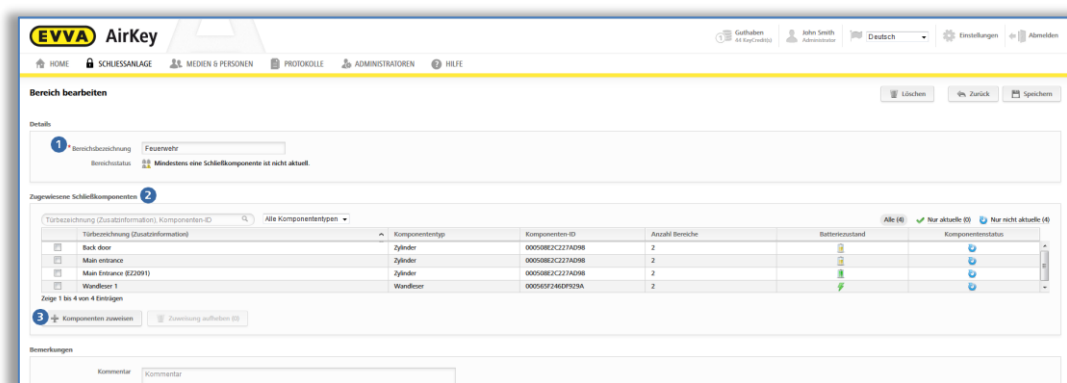 EVVA AirKey
Guthaben
44 KeyCredit(s)
John Smith
Administrator
Deutsch
Einstellungen
Abmelden
HOME SCHLIESSANLAGE MEDIEN & PERSONEN PROTOKOLLE ADMINISTRATOREN HILFE
Bereich bearbeiten
Löschen Zurück Speichern
Details
1 * Bereichsbezeichnung Feuerwehr
Bereichsstatus Mindestens eine Schließkomponente ist nicht aktuell.
Zugewiesene Schließkomponenten 2
Türbezeichnung (Zusatzinformation), Komponenten-ID Alle Komponententypen Alle (4) Nur aktuelle (0) Nur nicht aktuelle (4)
Türbezeichnung (Zusatzinformation) Komponententyp Komponenten-ID Anzahl Bereiche Batteriezustand Komponentenstatus
Back door Zylinder 000508E2C227AD98 2
Main entrance Zylinder 000508E2C227AD98 2
Main Entrance (EZ2091) Zylinder 000508E2C227AD98 2
Wandleser 1 Wandleser 000565F246DF929A 2
Zeige 1 bis 4 von 4 Einträgen
3 Komponenten zuweisen Zuweisung aufheben (0)
Bemerkungen
Kommentar Kommentar